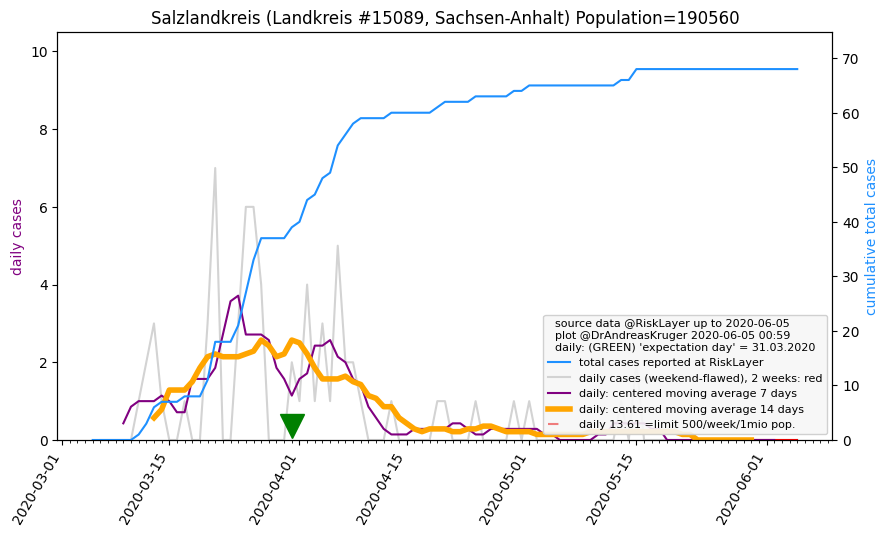 Salzlandkreis (Landkreis #15089, Sachsen-Anhalt) Population=190560
10
8
6
4
2
0
daily cases
70
60
50
40
30
20
10
0
cumulative total cases
source data @RiskLayer up to 2020-06-05
plot @DrAndreasKruger 2020-06-05 00:59
daily: (GREEN) 'expectation day' = 31.03.2020
total cases reported at RiskLayer
daily cases (weekend-flawed), 2 weeks: red
daily: centered moving average 7 days
daily: centered moving average 14 days
daily 13.61 =limit 500/week/1mio pop.
2020-03-01
2020-03-15
2020-04-01
2020-04-15
2020-05-01
2020-05-15
2020-06-01